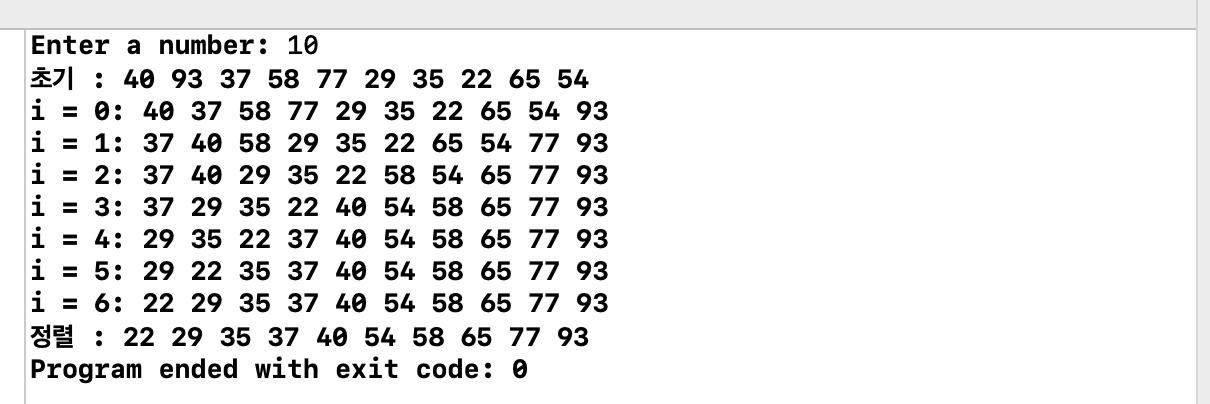 Enter a number: 10
초기 : 40 93 37 58 77 29 35 22 65 54
i = 0: 40 37 58 77 29 35 22 65 54 93
i = 1: 37 40 58 29 35 22 65 54 77 93
i = 2: 37 40 29 35 22 58 54 65 77 93
i = 3: 37 29 35 22 40 54 58 65 77 93
i = 4: 29 35 22 37 40 54 58 65 77 93
i = 5: 29 22 35 37 40 54 58 65 77 93
i = 6: 22 29 35 37 40 54 58 65 77 93
정렬 : 22 29 35 37 40 54 58 65 77 93
Program ended with exit code: 0